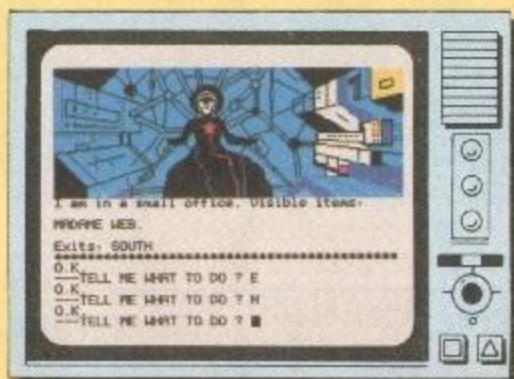 I am in a small office. Visible items:
MADAME WEB.
Exits: SOUTH
****************************************
O.K.
---TELL ME WHAT TO DO ? E
O.K.
---TELL ME WHAT TO DO ? N
O.K.
---TELL ME WHAT TO DO ?